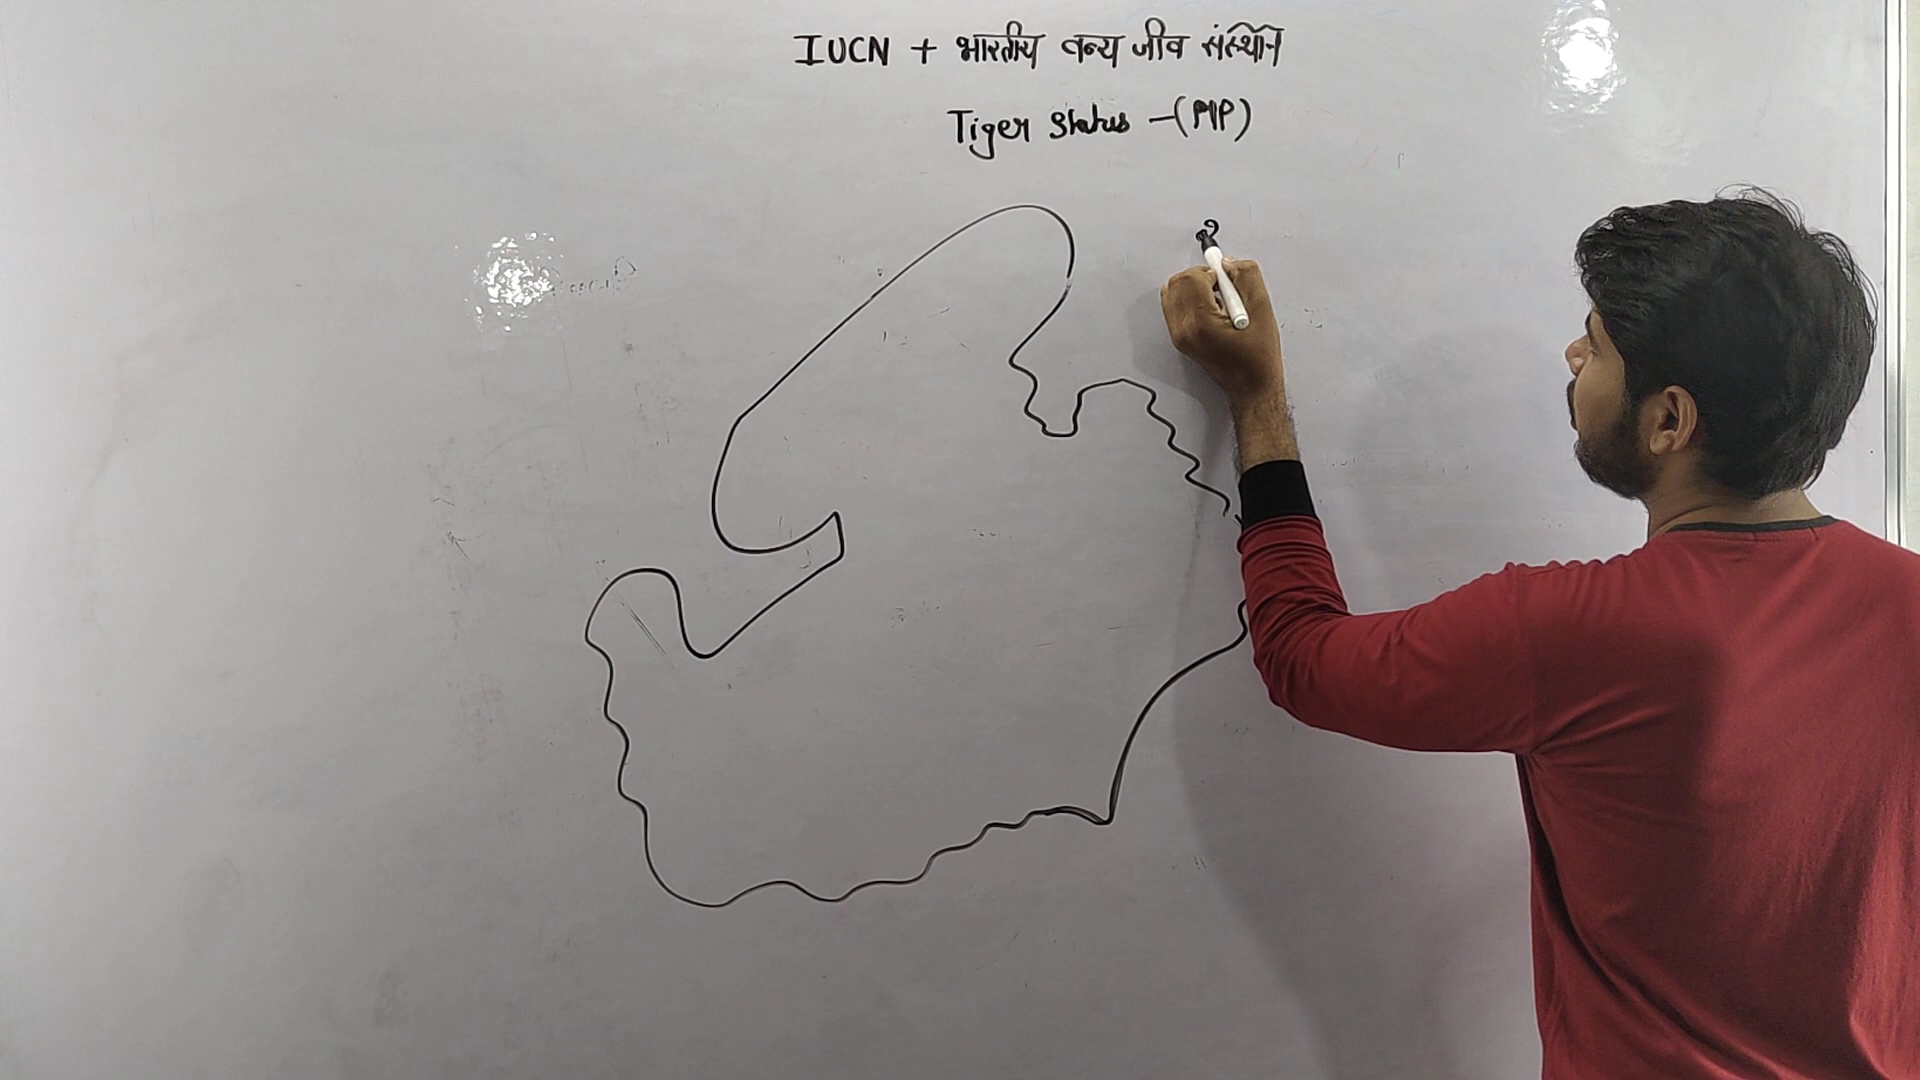 IUCN + भारतीय वन्य जीव संस्थान
Tiger Status - (MP)